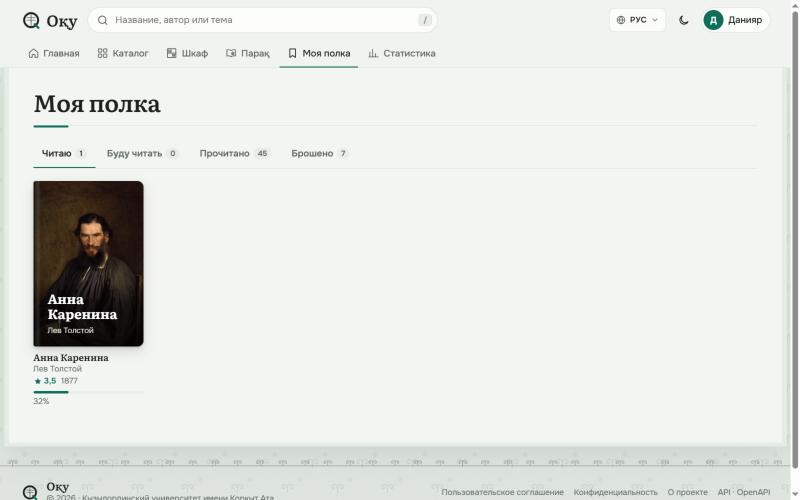 Оқу
Название, автор или тема
/
РУС
Д
Данияр
Главная
Каталог
Шкаф
Парақ
Моя полка
Статистика
Моя полка
Читаю 1
Буду читать 0
Прочитано 45
Брошено 7
Анна
Каренина
Лев Толстой
Анна Каренина
Лев Толстой
3,5 1877
32%
Оқу
© 2026 · Кызылординский университет имени Коркыт Ата
Пользовательское соглашение
Конфиденциальность
О проекте
API · OpenAPI